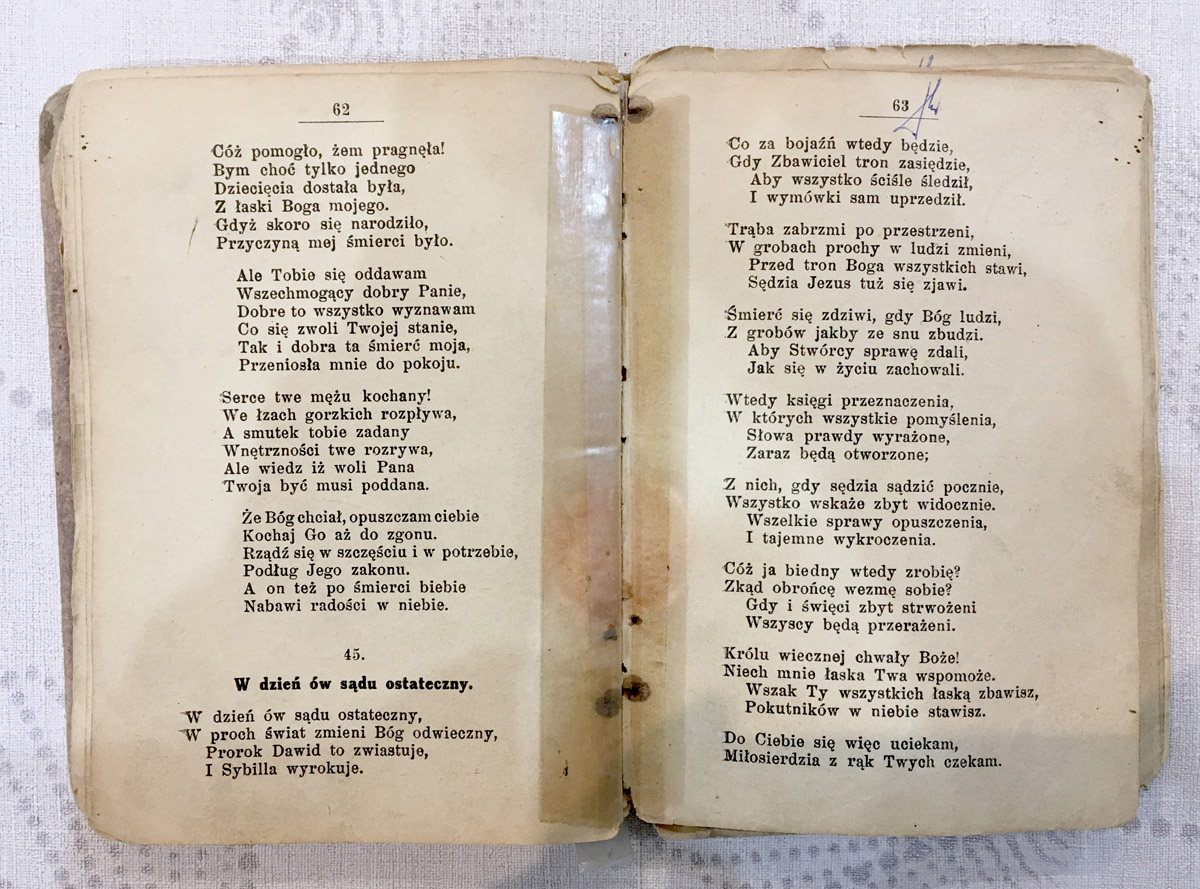 62
Cóż pomogło, żem pragnęła!
Bym choć tylko jednego
Dziecięcia dostała była,
Z łaski Boga mojego.
Gdyż skoro się narodziło,
Przyczyną mej śmierci było.
Ale Tobie się oddawam
Wszechmogący dobry Panie,
Dobre to wszystko wyznawam
Co się zwoli Twojej stanie,
Tak i dobra ta śmierć moja,
Przeniosła mnie do pokoju.
Serce twe mężu kochany!
We łzach gorzkich rozpływa,
A smutek tobie zadany
Wnętrzności twe rozrywa,
Ale wiedz iż woli Pana
Twoja być musi poddana.
Że Bóg chciał, opuszczam ciebie
Kochaj Go aż do zgonu.
Rządź się w szczęściu i w potrzebie,
Podług Jego zakonu.
A on też po śmierci biebie
Nabawi radości w niebie.
45.
W dzień ów sądu ostateczny.
W dzień ów sądu ostateczny,
W proch świat zmieni Bóg odwieczny,
Prorok Dawid to zwiastuje,
I Sybilla wyrokuje.
63
Co za bojaźń wtedy będzie,
Gdy Zbawiciel tron zasiędzie,
Aby wszystko ściśle śledził,
I wymówki sam uprzedził.
Trąba zabrzmi po przestrzeni,
W grobach prochy w ludzi zmieni,
Przed tron Boga wszystkich stawi,
Sędzia Jezus tuż się zjawi.
Śmierć się zdziwi, gdy Bóg ludzi,
Z grobów jakby ze snu zbudzi.
Aby Stwórcy sprawę zdali,
Jak się w życiu zachowali.
Wtedy księgi przeznaczenia,
W których wszystkie pomyślenia,
Słowa prawdy wyrażone,
Zaraz będą otworzone;
Z nich, gdy sędzia sądzić pocznie,
Wszystko wskaże zbyt widocznie.
Wszelkie sprawy opuszczenia,
I tajemne wykroczenia.
Cóż ja biedny wtedy zrobię?
Zkąd obrońcę wezmę sobie?
Gdy i święci zbyt strwożeni
Wszyscy będą przerażeni.
Królu wiecznej chwały Boże!
Niech mnie łaska Twa wspomoże.
Wszak Ty wszystkich łaską zbawisz,
Pokutników w niebie stawisz.
Do Ciebie się więc uciekam,
Miłosierdzia z rąk Twych czekam.